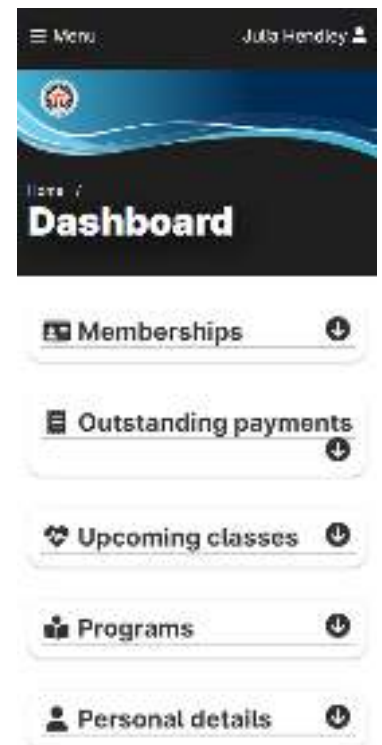 Menu
Julia Hendley
Home /
Dashboard
Memberships
Outstanding payments
Upcoming classes
Programs
Personal details